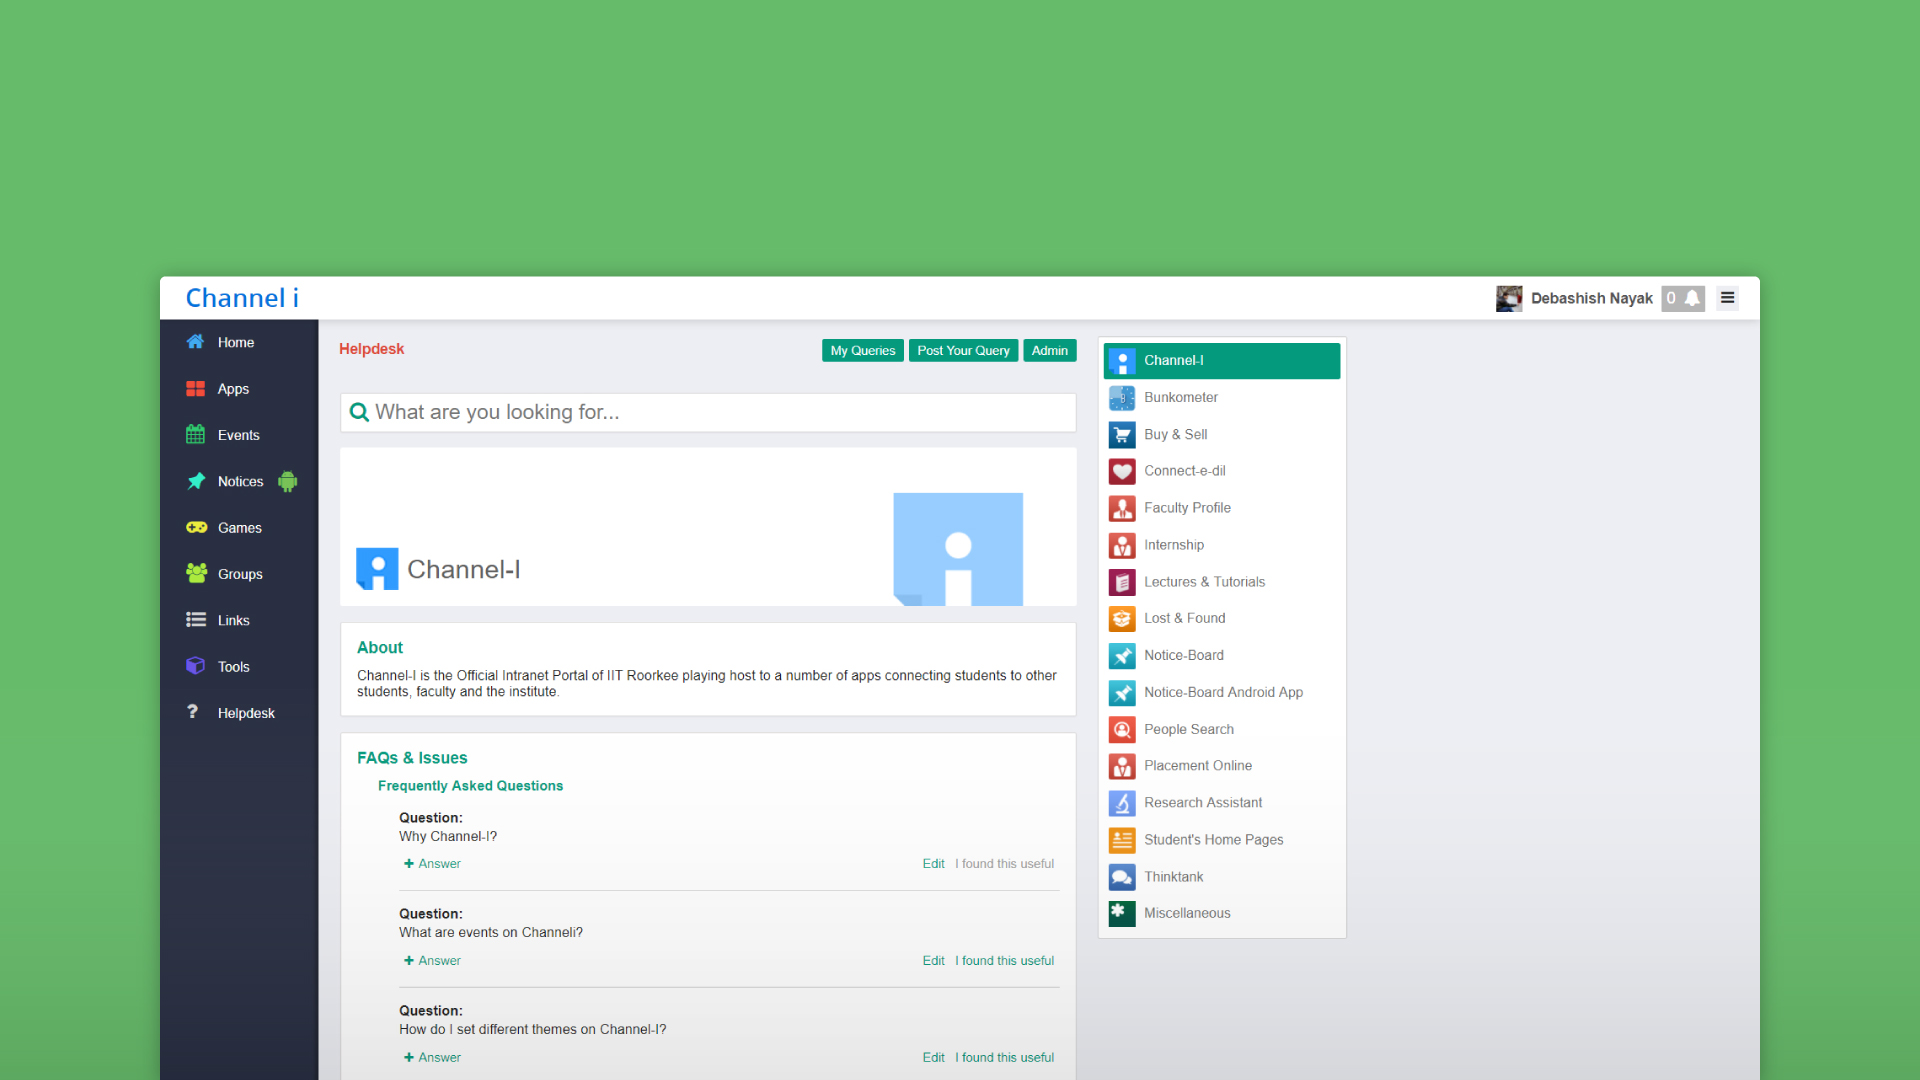 Channel i
Debashish Nayak
0
Home
Apps
Events
Notices
Games
Groups
Links
Tools
? Helpdesk
Helpdesk
My Queries
Post Your Query
Admin
What are you looking for...
Channel-I
About
Channel-I is the Official Intranet Portal of IIT Roorkee playing host to a number of apps connecting students to other
students, faculty and the institute.
FAQs & Issues
Frequently Asked Questions
Question:
Why Channel-I?
+ Answer
Edit I found this useful
Question:
What are events on Channeli?
+ Answer
Edit I found this useful
Question:
How do I set different themes on Channel-I?
+ Answer
Edit I found this useful
Channel-I
Bunkometer
Buy & Sell
Connect-e-dil
Faculty Profile
Internship
Lectures & Tutorials
Lost & Found
Notice-Board
Notice-Board Android App
People Search
Placement Online
Research Assistant
Student's Home Pages
Thinktank
Miscellaneous